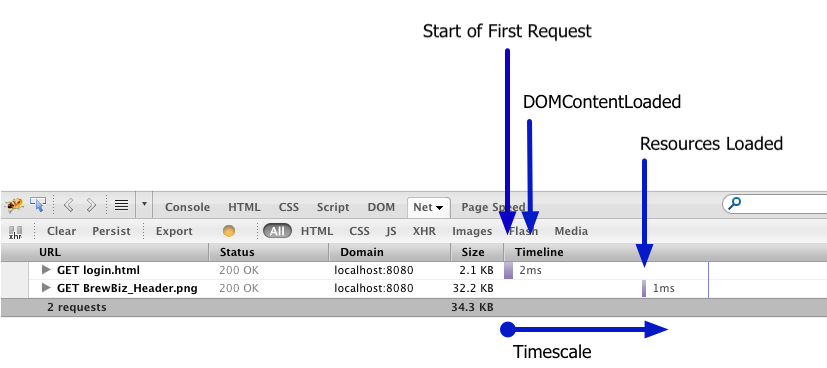 Start of First Request
DOMContentLoaded
Resources Loaded
Console HTML CSS Script DOM Net Page Speed
xhr Clear Persist Export All HTML CSS JS XHR Images Flash Media
URL Status Domain Size Timeline
GET login.html 200 OK localhost:8080 2.1 KB 2ms
GET BrewBiz_Header.png 200 OK localhost:8080 32.2 KB 1ms
2 requests 34.3 KB
Timescale